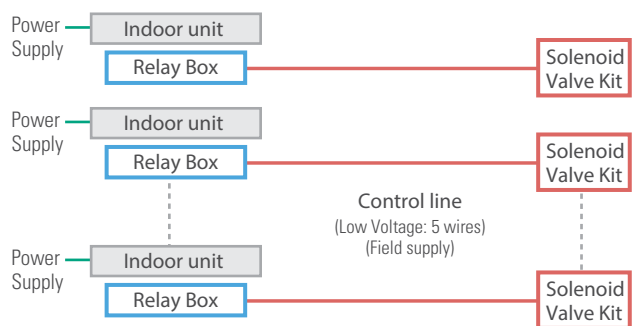 Power
Supply
Indoor unit
Relay Box
Solenoid
Valve Kit
Power
Supply
Indoor unit
Relay Box
Solenoid
Valve Kit
Control line
(Low Voltage: 5 wires)
(Field supply)
Power
Supply
Indoor unit
Relay Box
Solenoid
Valve Kit